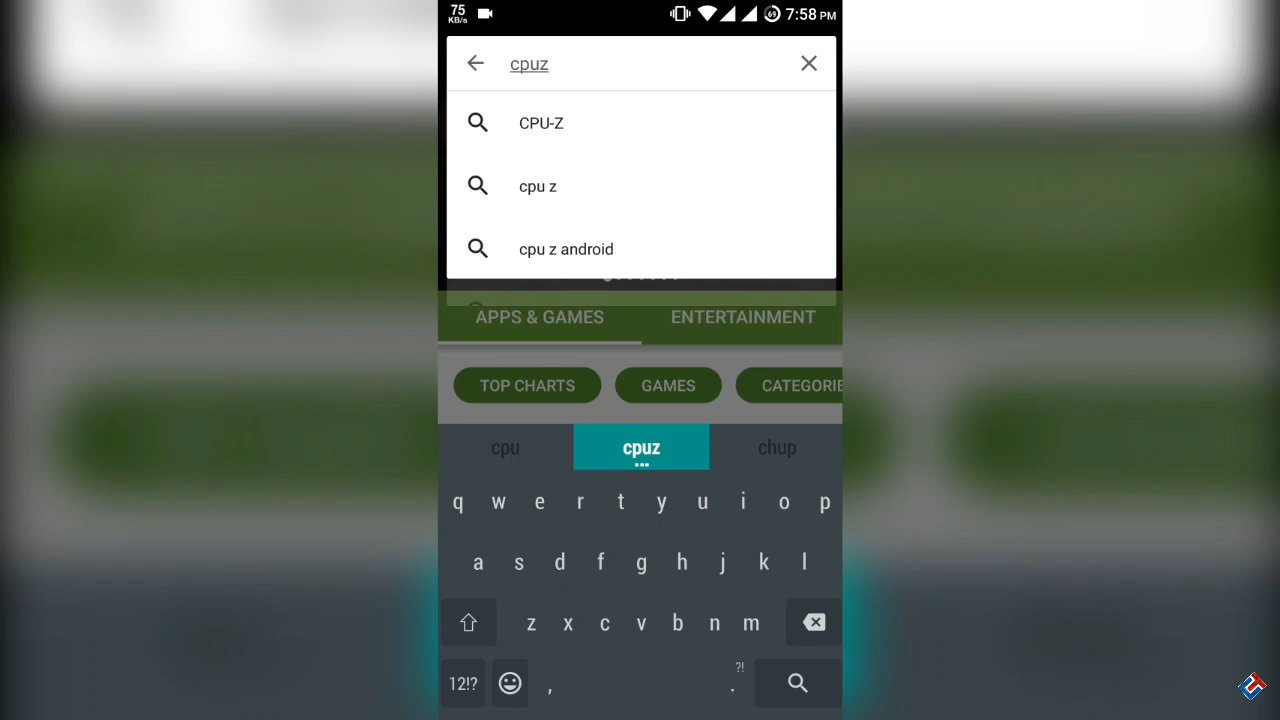 75
KB/s
69
7:58 PM
cpuz
CPU-Z
cpu z
cpu z android
APPS & GAMES ENTERTAINMENT
TOP CHARTS GAMES CATEGORIE
cpu cpuz chup
q w e r t y u i o p
a s d f g h j k l
z x c v b n m
?!
12!? , .